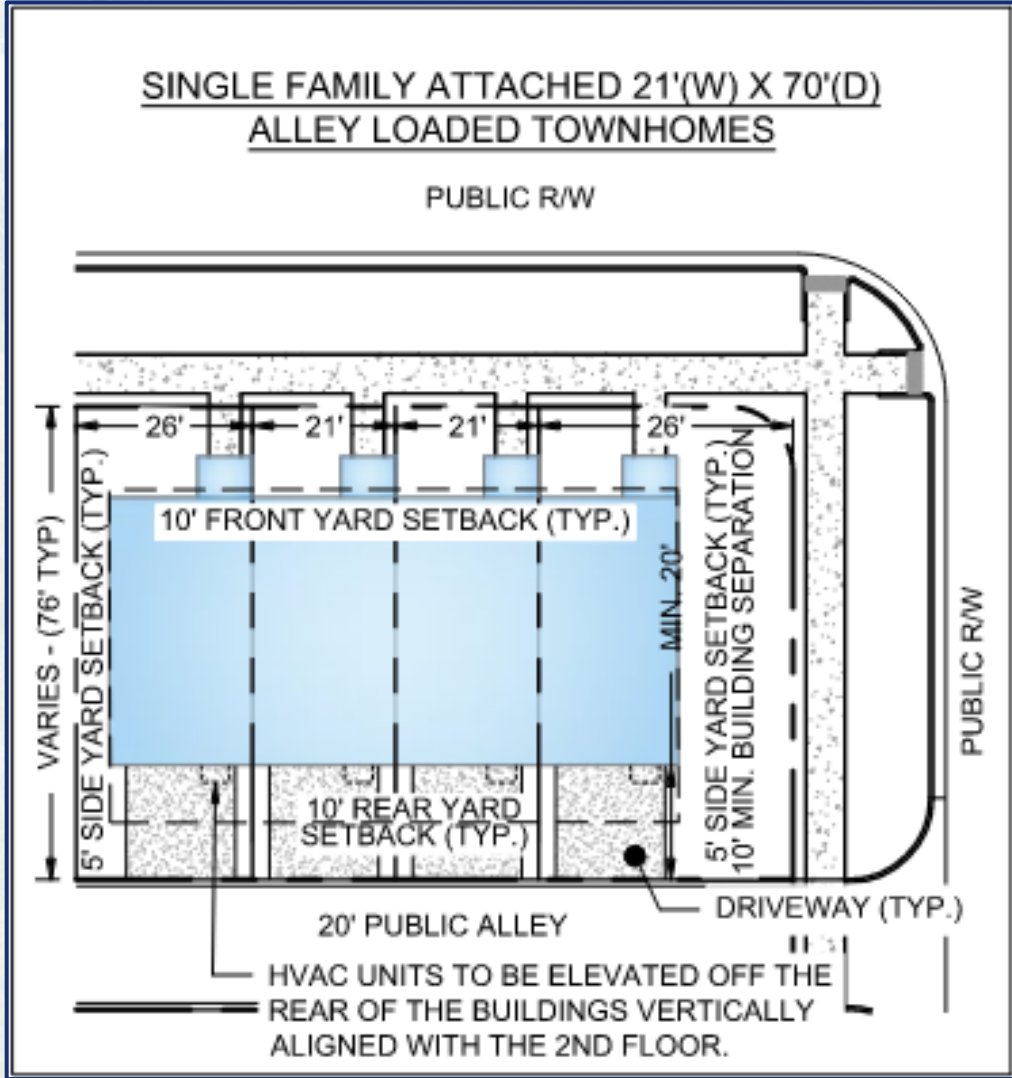 SINGLE FAMILY ATTACHED 21'(W) X 70'(D)
ALLEY LOADED TOWNHOMES
PUBLIC R/W
26'
21'
21'
26'
VARIES - (76' TYP)
5' SIDE YARD SETBACK (TYP.)
10' FRONT YARD SETBACK (TYP.)
MIN. 20'
5' SIDE YARD SETBACK (TYP.)
10' MIN. BUILDING SEPARATION
PUBLIC R/W
10' REAR YARD
SETBACK (TYP.)
DRIVEWAY (TYP.)
20' PUBLIC ALLEY
HVAC UNITS TO BE ELEVATED OFF THE
REAR OF THE BUILDINGS VERTICALLY
ALIGNED WITH THE 2ND FLOOR.